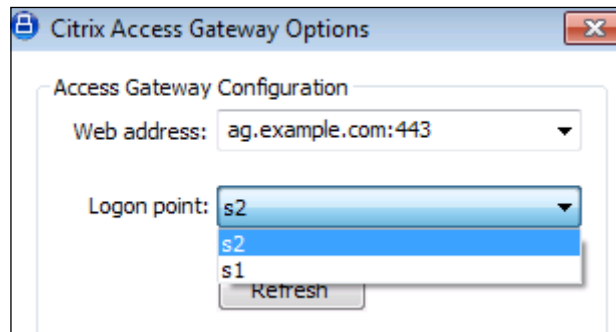 Citrix Access Gateway Options
Access Gateway Configuration
Web address: ag.example.com:443
Logon point: s2
s2
s1
Refresh